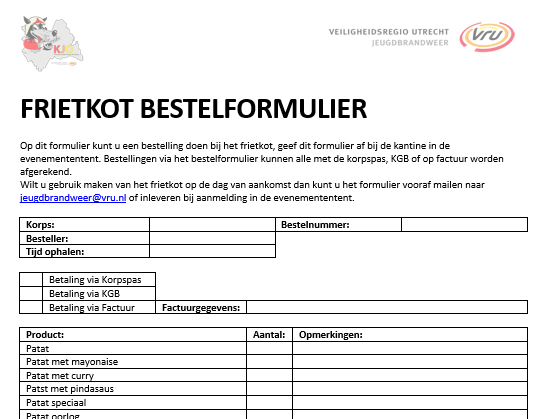 KJO
VEILIGHEIDSREGIO UTRECHT
JEUGDBRANDWEER
vru
FRIETKOT BESTELFORMULIER
Op dit formulier kunt u een bestelling doen bij het frietkot, geef dit formulier af bij de kantine in de
evenemententent. Bestellingen via het bestelformulier kunnen alle met de korpspas, KGB of op factuur worden
afgerekend.
Wilt u gebruik maken van het frietkot op de dag van aankomst dan kunt u het formulier vooraf mailen naar
jeugdbrandweer@vru.nl of inleveren bij aanmelding in de evenemententent.
Korps: Bestelnummer:
Besteller:
Tijd ophalen:
Betaling via Korpspas
Betaling via KGB
Betaling via Factuur Factuurgegevens:
Product: Aantal: Opmerkingen:
Patat
Patat met mayonaise
Patat met curry
Patst met pindasaus
Patat speciaal
Patat oorlog